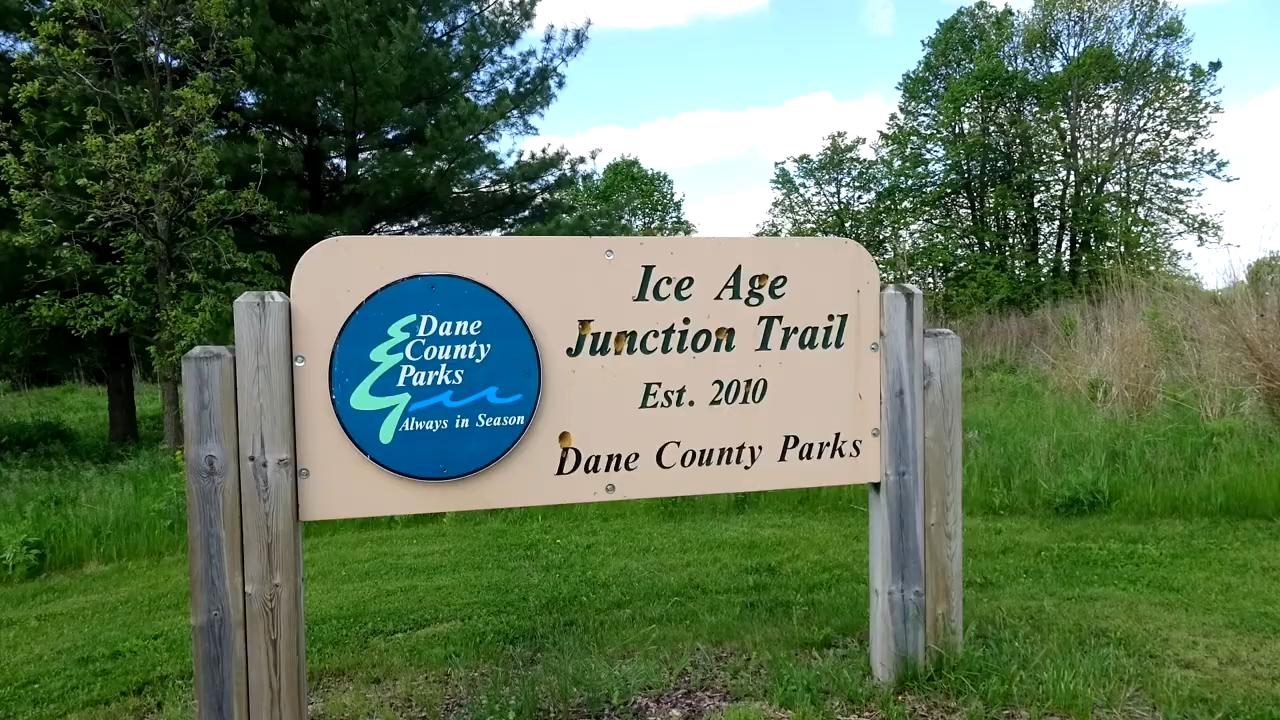 Dane
County
Parks
Always in Season
Ice Age
Junction Trail
Est. 2010
Dane County Parks